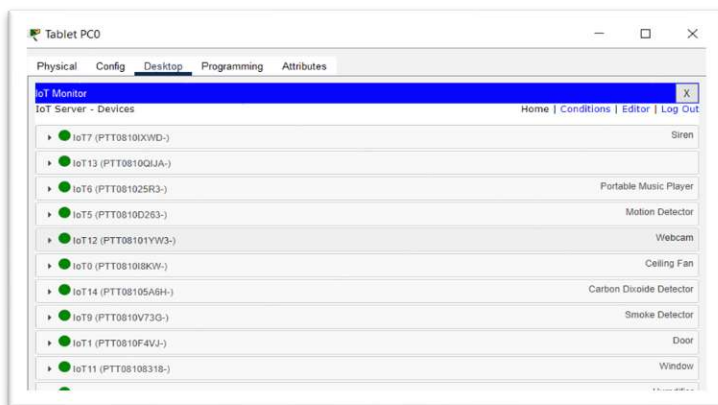 Tablet PC0
Physical Config Desktop Programming Attributes
IoT Monitor X
IoT Server - Devices Home | Conditions | Editor | Log Out
IoT7 (PTT0810IXWD-) Siren
IoT13 (PTT0810QIJA-)
IoT6 (PTT081025R3-) Portable Music Player
IoT5 (PTT0810D263-) Motion Detector
IoT12 (PTT08101YW3-) Webcam
IoT0 (PTT0810I8KW-) Ceiling Fan
IoT14 (PTT08105A6H-) Carbon Dixoide Detector
IoT9 (PTT0810V73G-) Smoke Detector
IoT1 (PTT0810F4VJ-) Door
IoT11 (PTT08108318-) Window